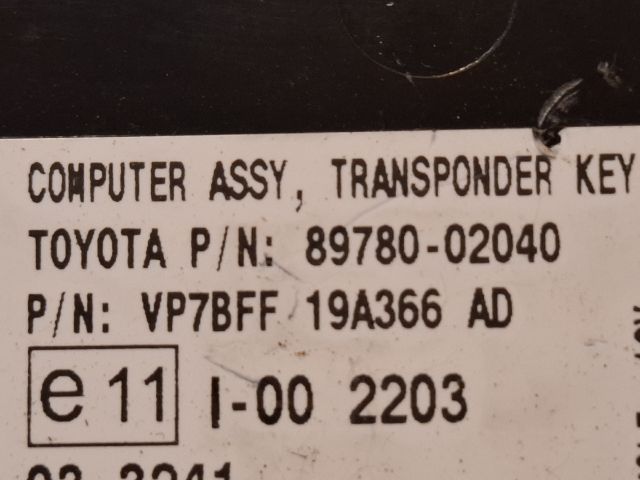 COMPUTER ASSY, TRANSPONDER KEY
TOYOTA P/N: 89780-02040
P/N: VP7BFF 19A366 AD
e 11 I-00 2203